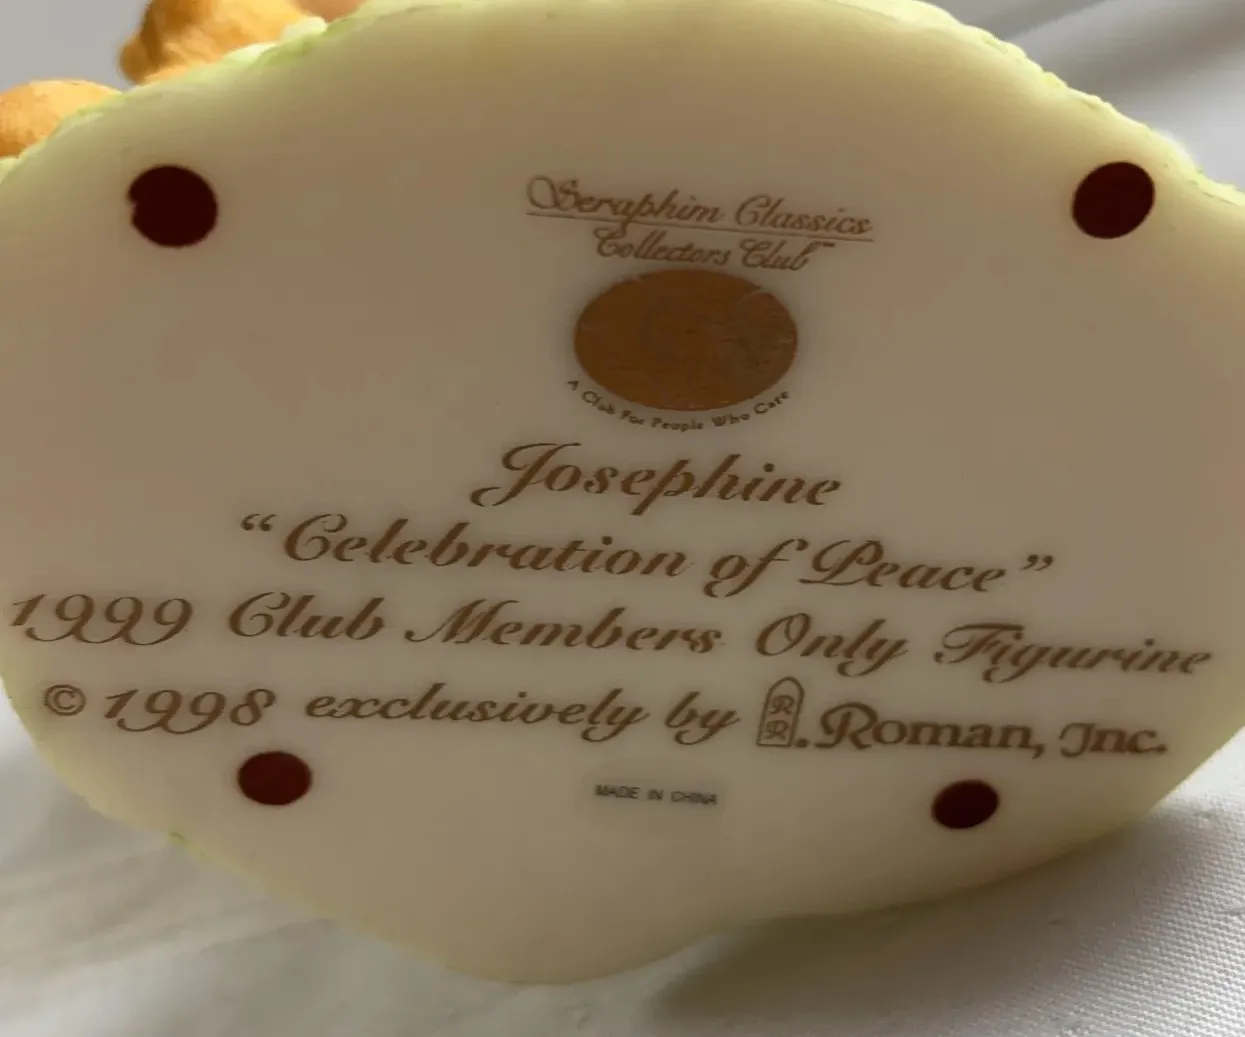 Seraphim Classics
Collectors Club™
A Club For People Who Care
Josephine
“Celebration of Peace”
1999 Club Members Only Figurine
© 1998 exclusively by RR. Roman, Inc.
MADE IN CHINA